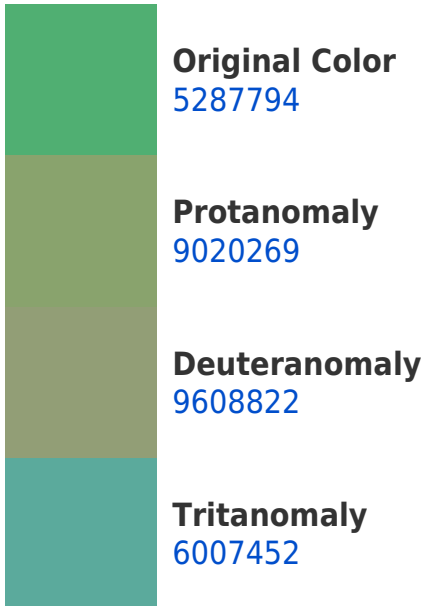 Original Color
5287794
Protanomaly
9020269
Deuteranomaly
9608822
Tritanomaly
6007452